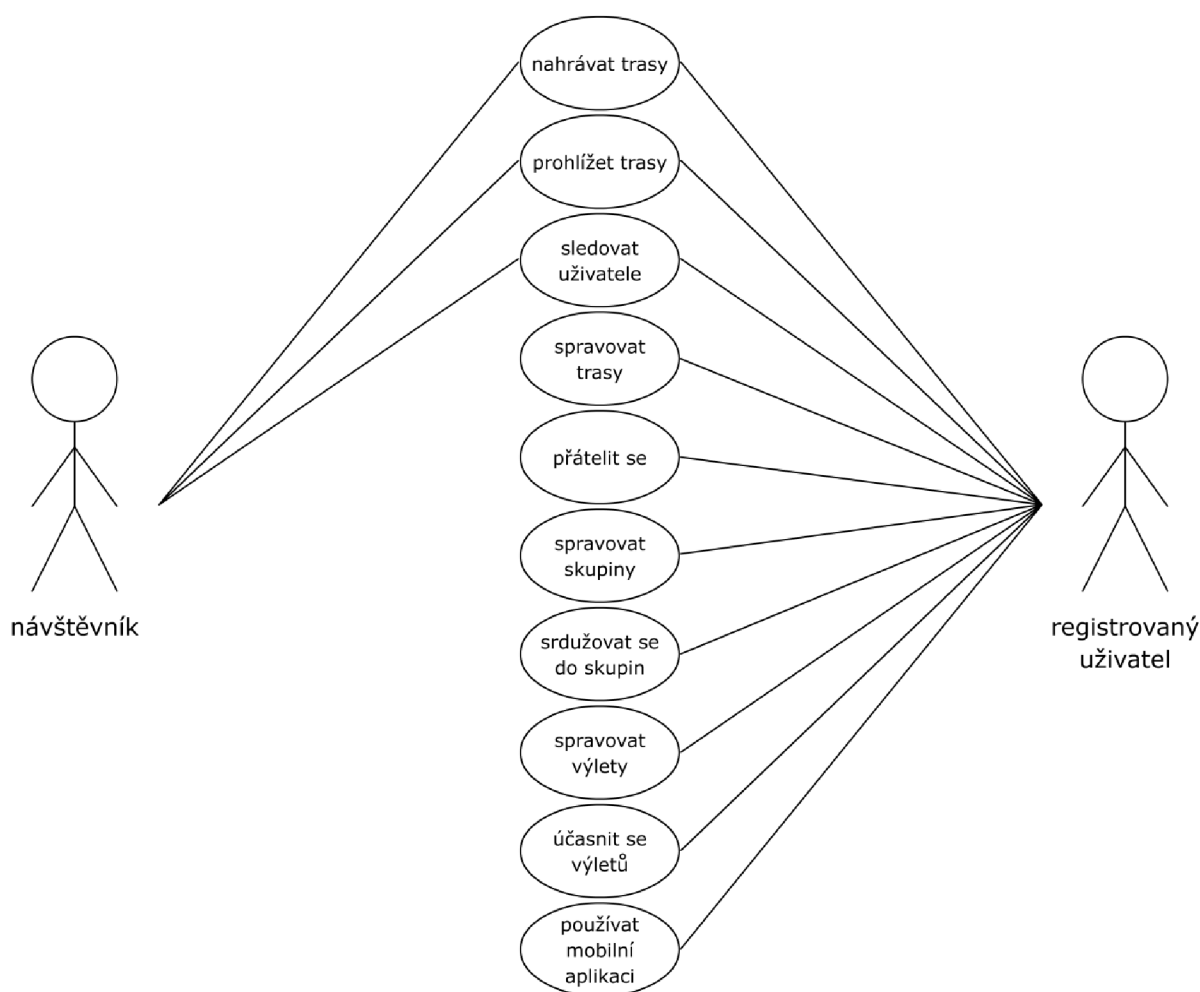 nahrávat trasy
prohlížet trasy
sledovat
uživatele
spravovat
trasy
přátelit se
spravovat
skupiny
srdužovat se
do skupin
spravovat
výlety
účasnit se
výletů
používat
mobilní
aplikaci
návštěvník
registrovaný
uživatel